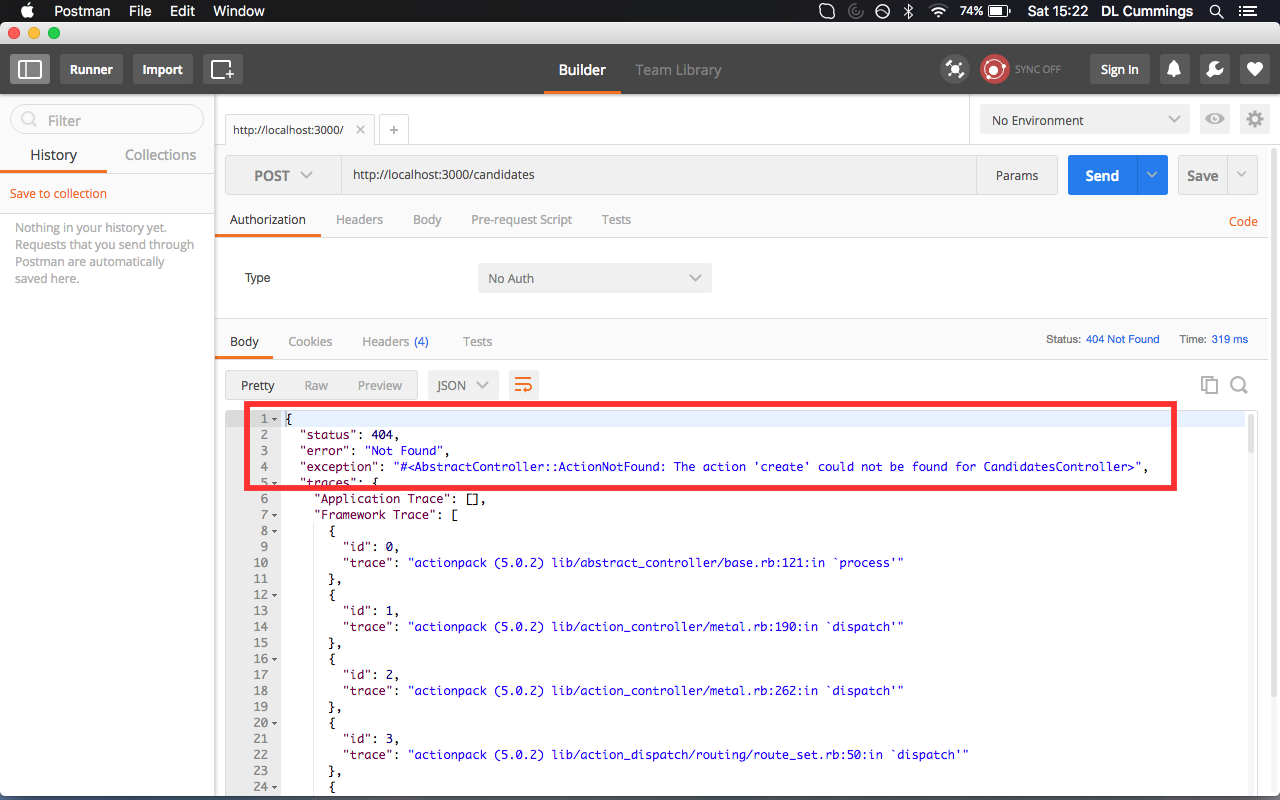 Postman File Edit Window 74% Sat 15:22 DL Cummings
Runner Import Builder Team Library SYNC OFF Sign In
Filter
http://localhost:3000/
No Environment
History Collections
POST http://localhost:3000/candidates Params Send Save
Save to collection
Nothing in your history yet.
Requests that you send through
Postman are automatically
saved here.
Authorization Headers Body Pre-request Script Tests Code
Type No Auth
Body Cookies Headers (4) Tests Status: 404 Not Found Time: 319 ms
Pretty Raw Preview JSON
1 {
2 "status": 404,
3 "error": "Not Found",
4 "exception": "#<AbstractController::ActionNotFound: The action 'create' could not be found for CandidatesController>",
5 "traces": {
6 "Application Trace": [],
7 "Framework Trace": [
8 {
9 "id": 0,
10 "trace": "actionpack (5.0.2) lib/abstract_controller/base.rb:121:in `process'"
11 },
12 {
13 "id": 1,
14 "trace": "actionpack (5.0.2) lib/action_controller/metal.rb:190:in `dispatch'"
15 },
16 {
17 "id": 2,
18 "trace": "actionpack (5.0.2) lib/action_controller/metal.rb:262:in `dispatch'"
19 },
20 {
21 "id": 3,
22 "trace": "actionpack (5.0.2) lib/action_dispatch/routing/route_set.rb:50:in `dispatch'"
23 },
24 {